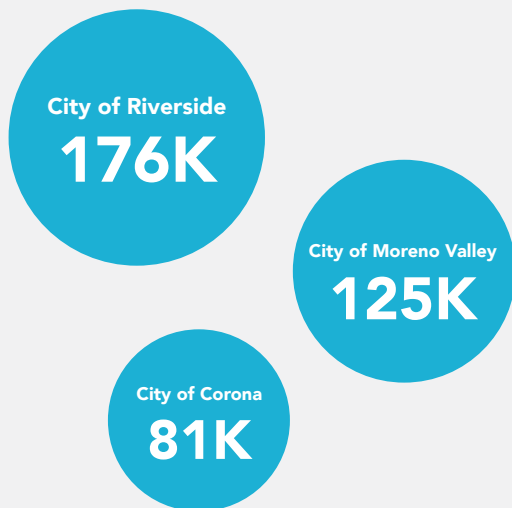 City of Riverside
176K
City of Moreno Valley
125K
City of Corona
81K